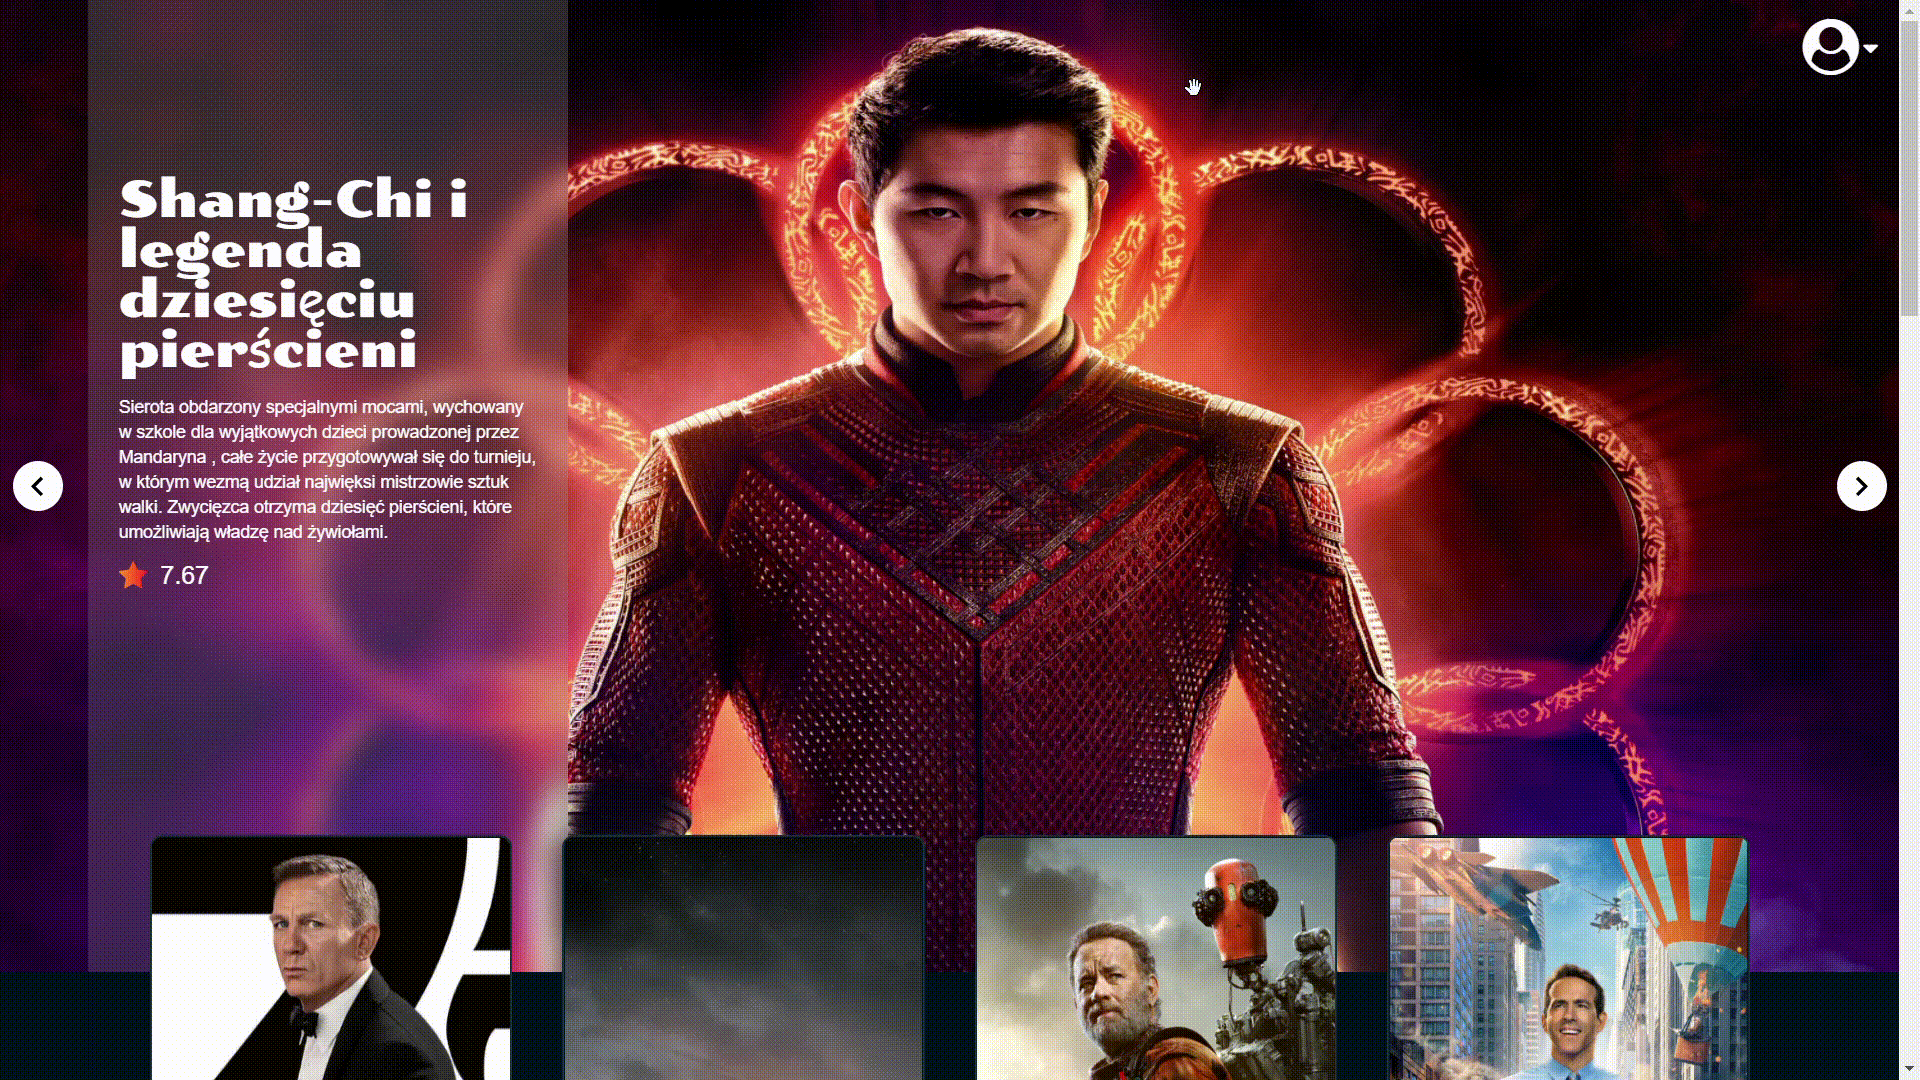 Shang-Chi i
legenda
dziesięciu
pierścieni
Sierota obdarzony specjalnymi mocami, wychowany
w szkole dla wyjątkowych dzieci prowadzonej przez
Mandaryna , całe życie przygotowywał się do turnieju,
w którym wezmą udział najwięksi mistrzowie sztuk
walki. Zwycięzca otrzyma dziesięć pierścieni, które
umożliwiają władzę nad żywiołami.
7.67